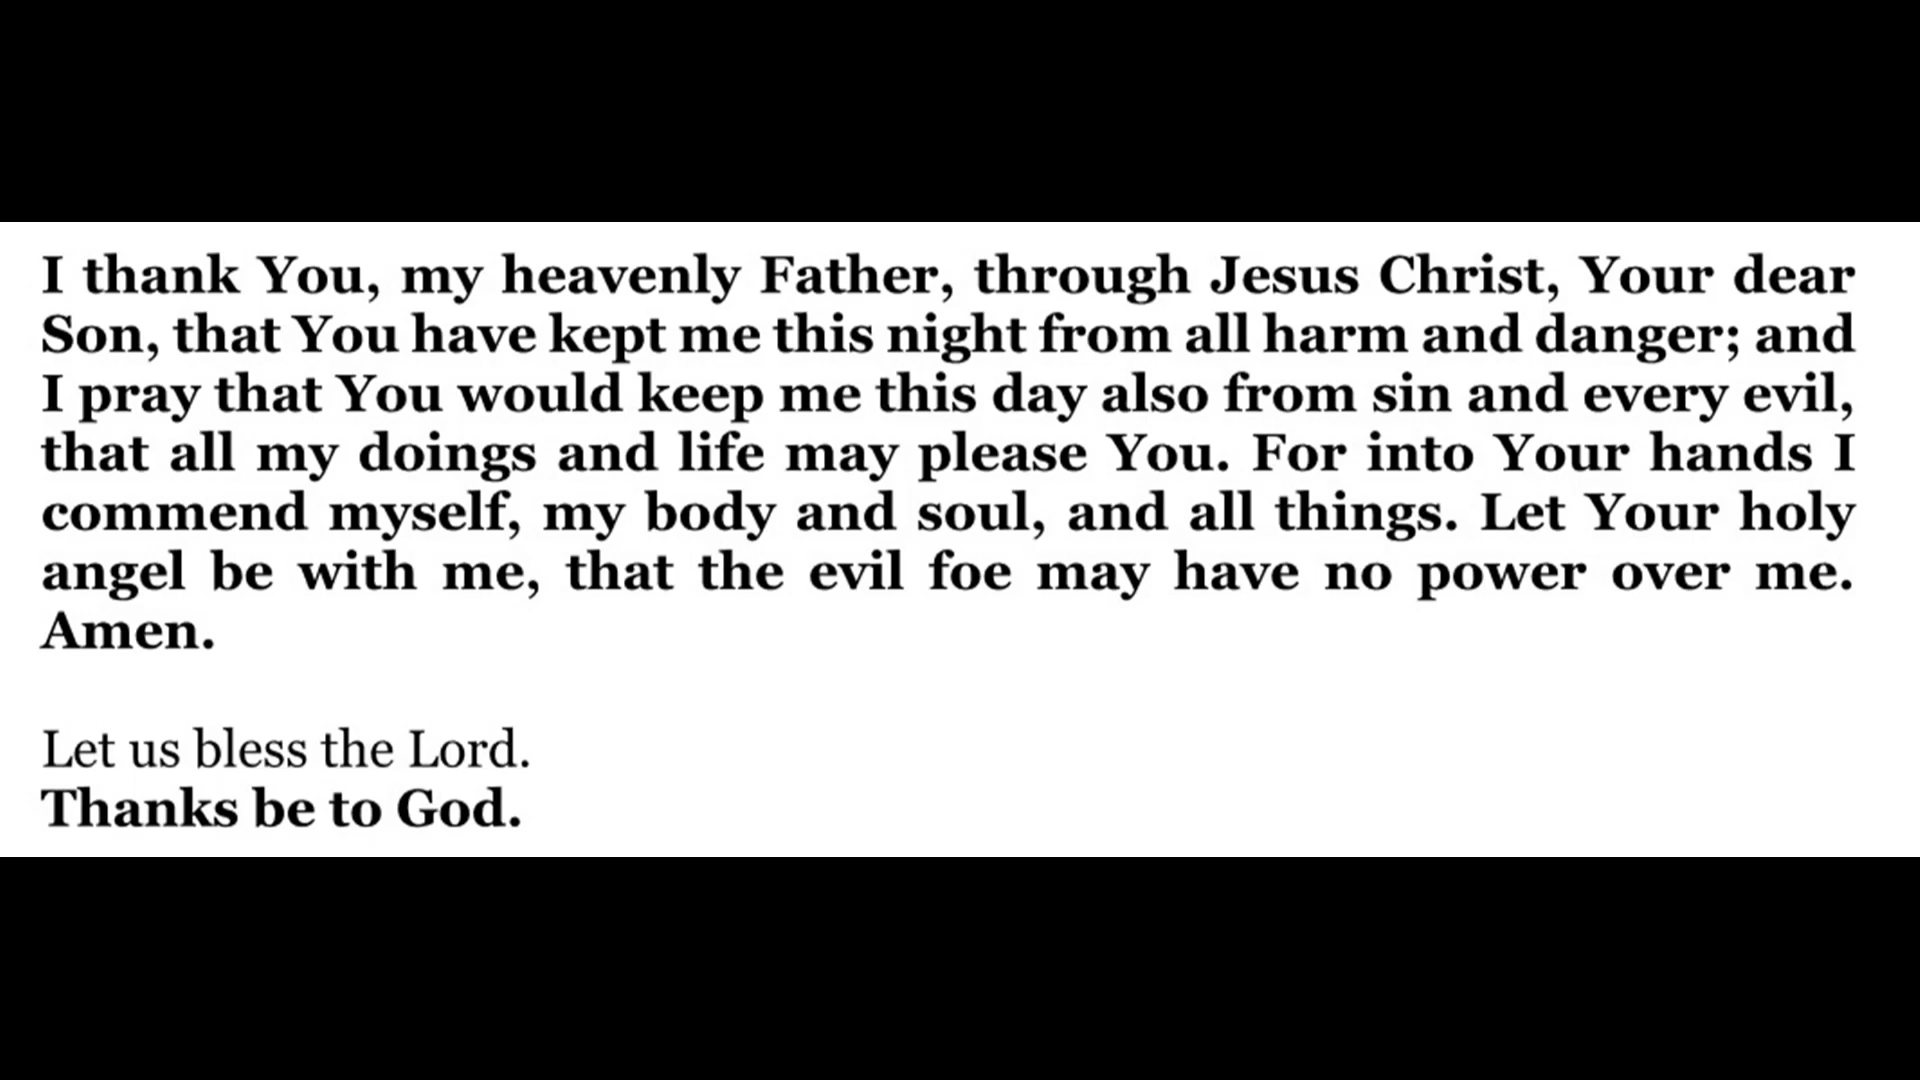 I thank You, my heavenly Father, through Jesus Christ, Your dear
Son, that You have kept me this night from all harm and danger; and
I pray that You would keep me this day also from sin and every evil,
that all my doings and life may please You. For into Your hands I
commend myself, my body and soul, and all things. Let Your holy
angel be with me, that the evil foe may have no power over me.
Amen.
Let us bless the Lord.
Thanks be to God.